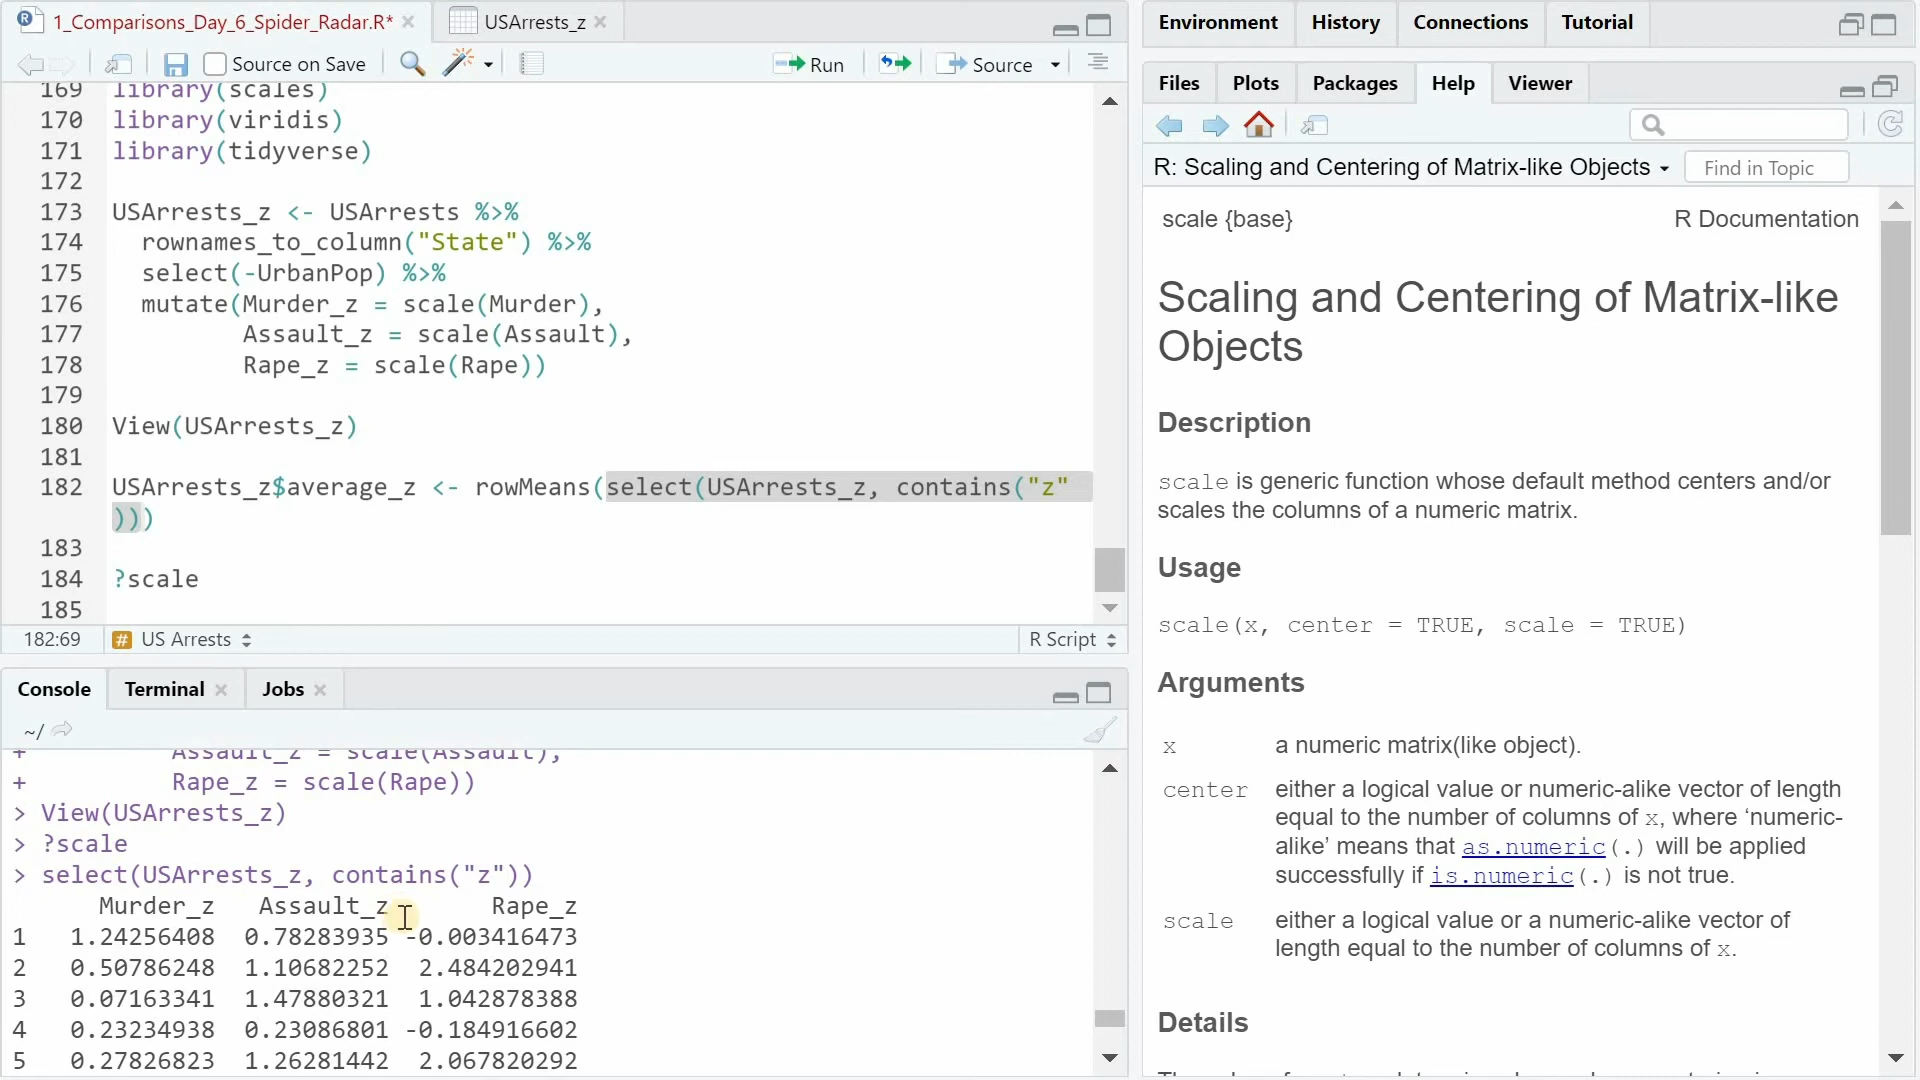 1_Comparisons_Day_6_Spider_Radar.R*
USArrests_z
Source on Save
Run
Source
169 library(scales)
170 library(viridis)
171 library(tidyverse)
172
173 USArrests_z <- USArrests %>%
174 rownames_to_column("State") %>%
175 select(-UrbanPop) %>%
176 mutate(Murder_z = scale(Murder),
177 Assault_z = scale(Assault),
178 Rape_z = scale(Rape))
179
180 View(USArrests_z)
181
182 USArrests_z$average_z <- rowMeans(select(USArrests_z, contains("z"
)))
183
184 ?scale
185
182:69 # US Arrests R Script
Console Terminal Jobs
~/
+ Assault_z = scale(Assault),
+ Rape_z = scale(Rape))
> View(USArrests_z)
> ?scale
> select(USArrests_z, contains("z"))
Murder_z Assault_z Rape_z
1 1.24256408 0.78283935 -0.003416473
2 0.50786248 1.10682252 2.484202941
3 0.07163341 1.47880321 1.042878388
4 0.23234938 0.23086801 -0.184916602
5 0.27826823 1.26281442 2.067820292
Environment History Connections Tutorial
Files Plots Packages Help Viewer
R: Scaling and Centering of Matrix-like Objects Find in Topic
scale {base} R Documentation
Scaling and Centering of Matrix-like
Objects
Description
scale is generic function whose default method centers and/or
scales the columns of a numeric matrix.
Usage
scale(x, center = TRUE, scale = TRUE)
Arguments
x a numeric matrix(like object).
center either a logical value or numeric-alike vector of length
equal to the number of columns of x, where ‘numeric-
alike’ means that as.numeric(.) will be applied
successfully if is.numeric(.) is not true.
scale either a logical value or a numeric-alike vector of
length equal to the number of columns of x.
Details